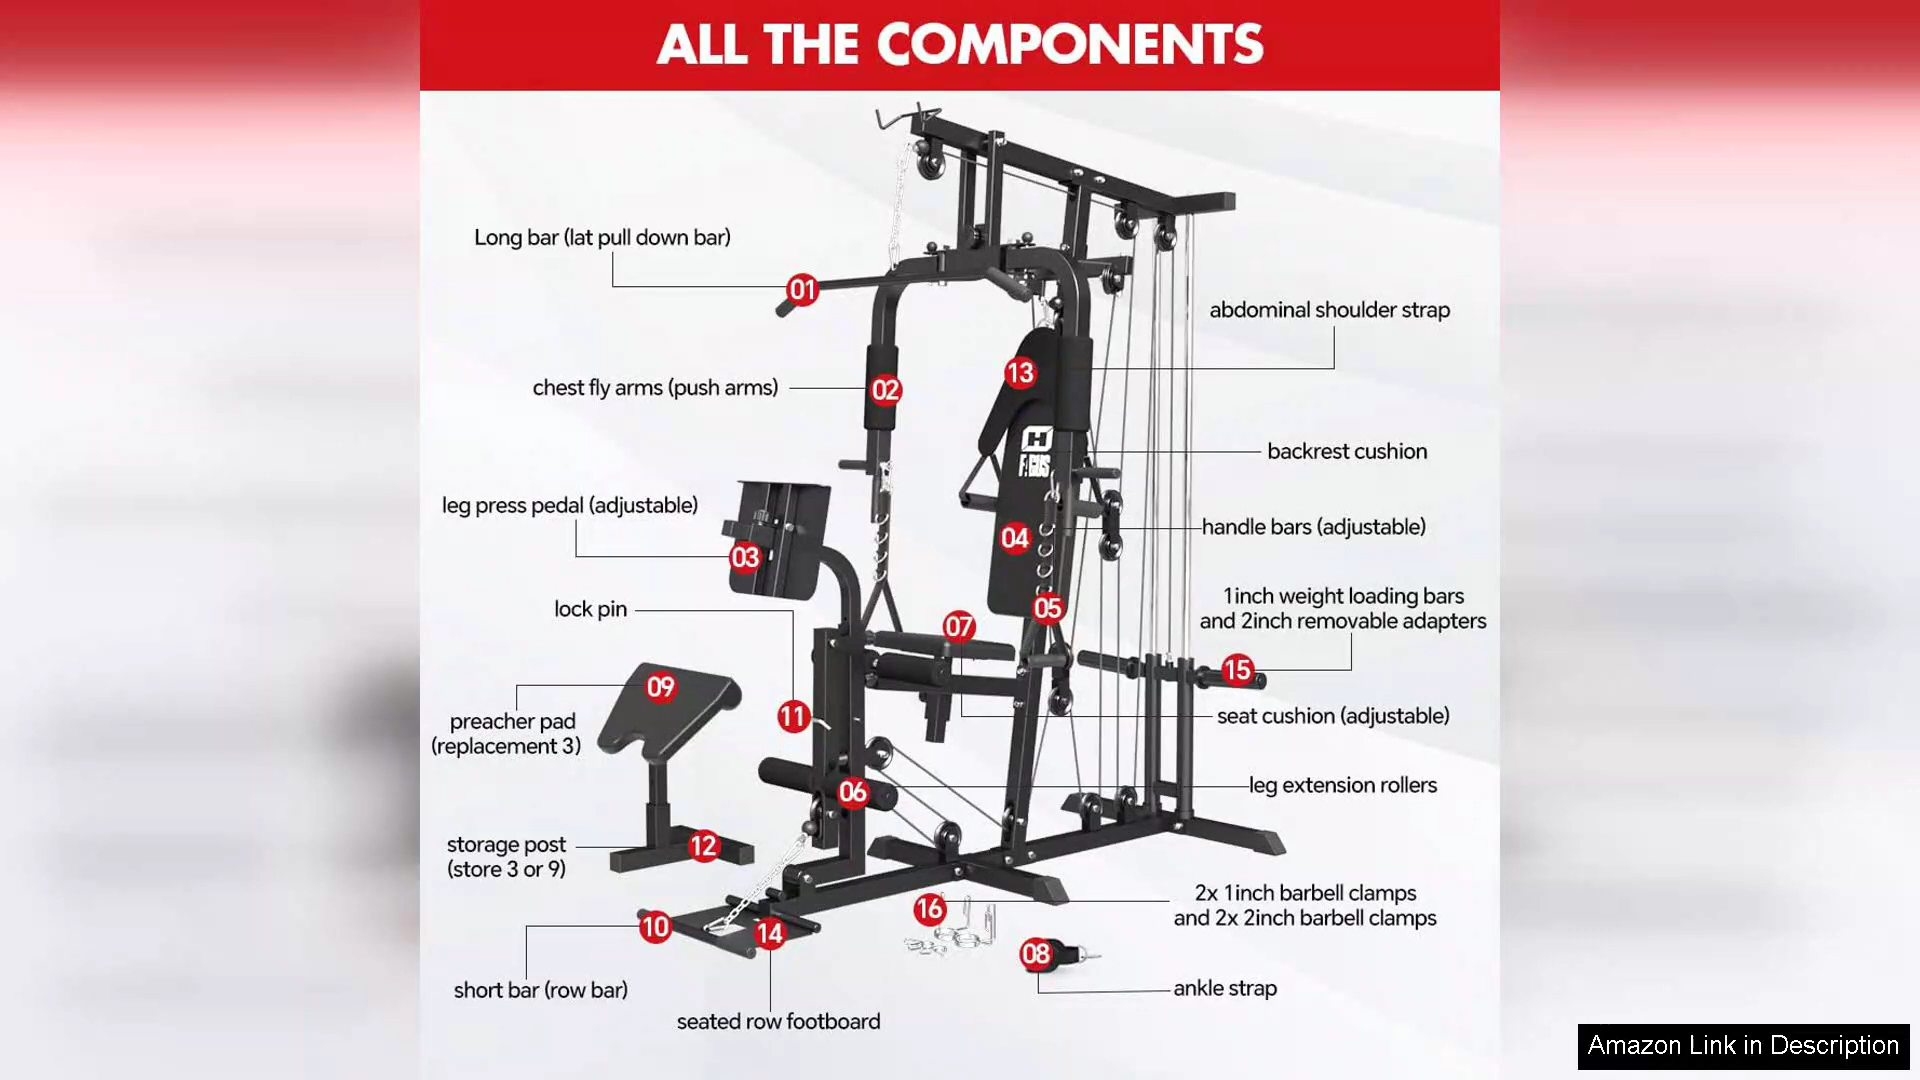 ALL THE COMPONENTS
Long bar (lat pull down bar)
01
abdominal shoulder strap
13
chest fly arms (push arms)
02
backrest cushion
leg press pedal (adjustable)
03
04
handle bars (adjustable)
lock pin
05
07
1inch weight loading bars
and 2inch removable adapters
15
09
preacher pad
(replacement 3)
11
seat cushion (adjustable)
06
leg extension rollers
storage post
(store 3 or 9)
12
10
14
16
2x 1inch barbell clamps
and 2x 2inch barbell clamps
08
short bar (row bar)
ankle strap
seated row footboard
Amazon Link in Description